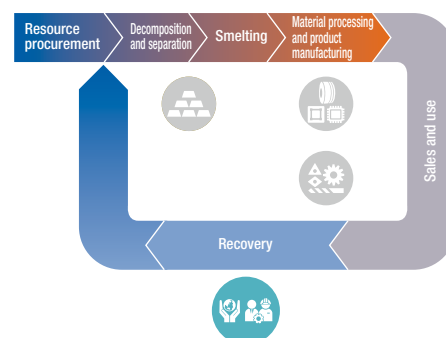 Resource
procurement
Decomposition
and separation
Smelting
Material processing
and product
manufacturing
Sales and use
Recovery